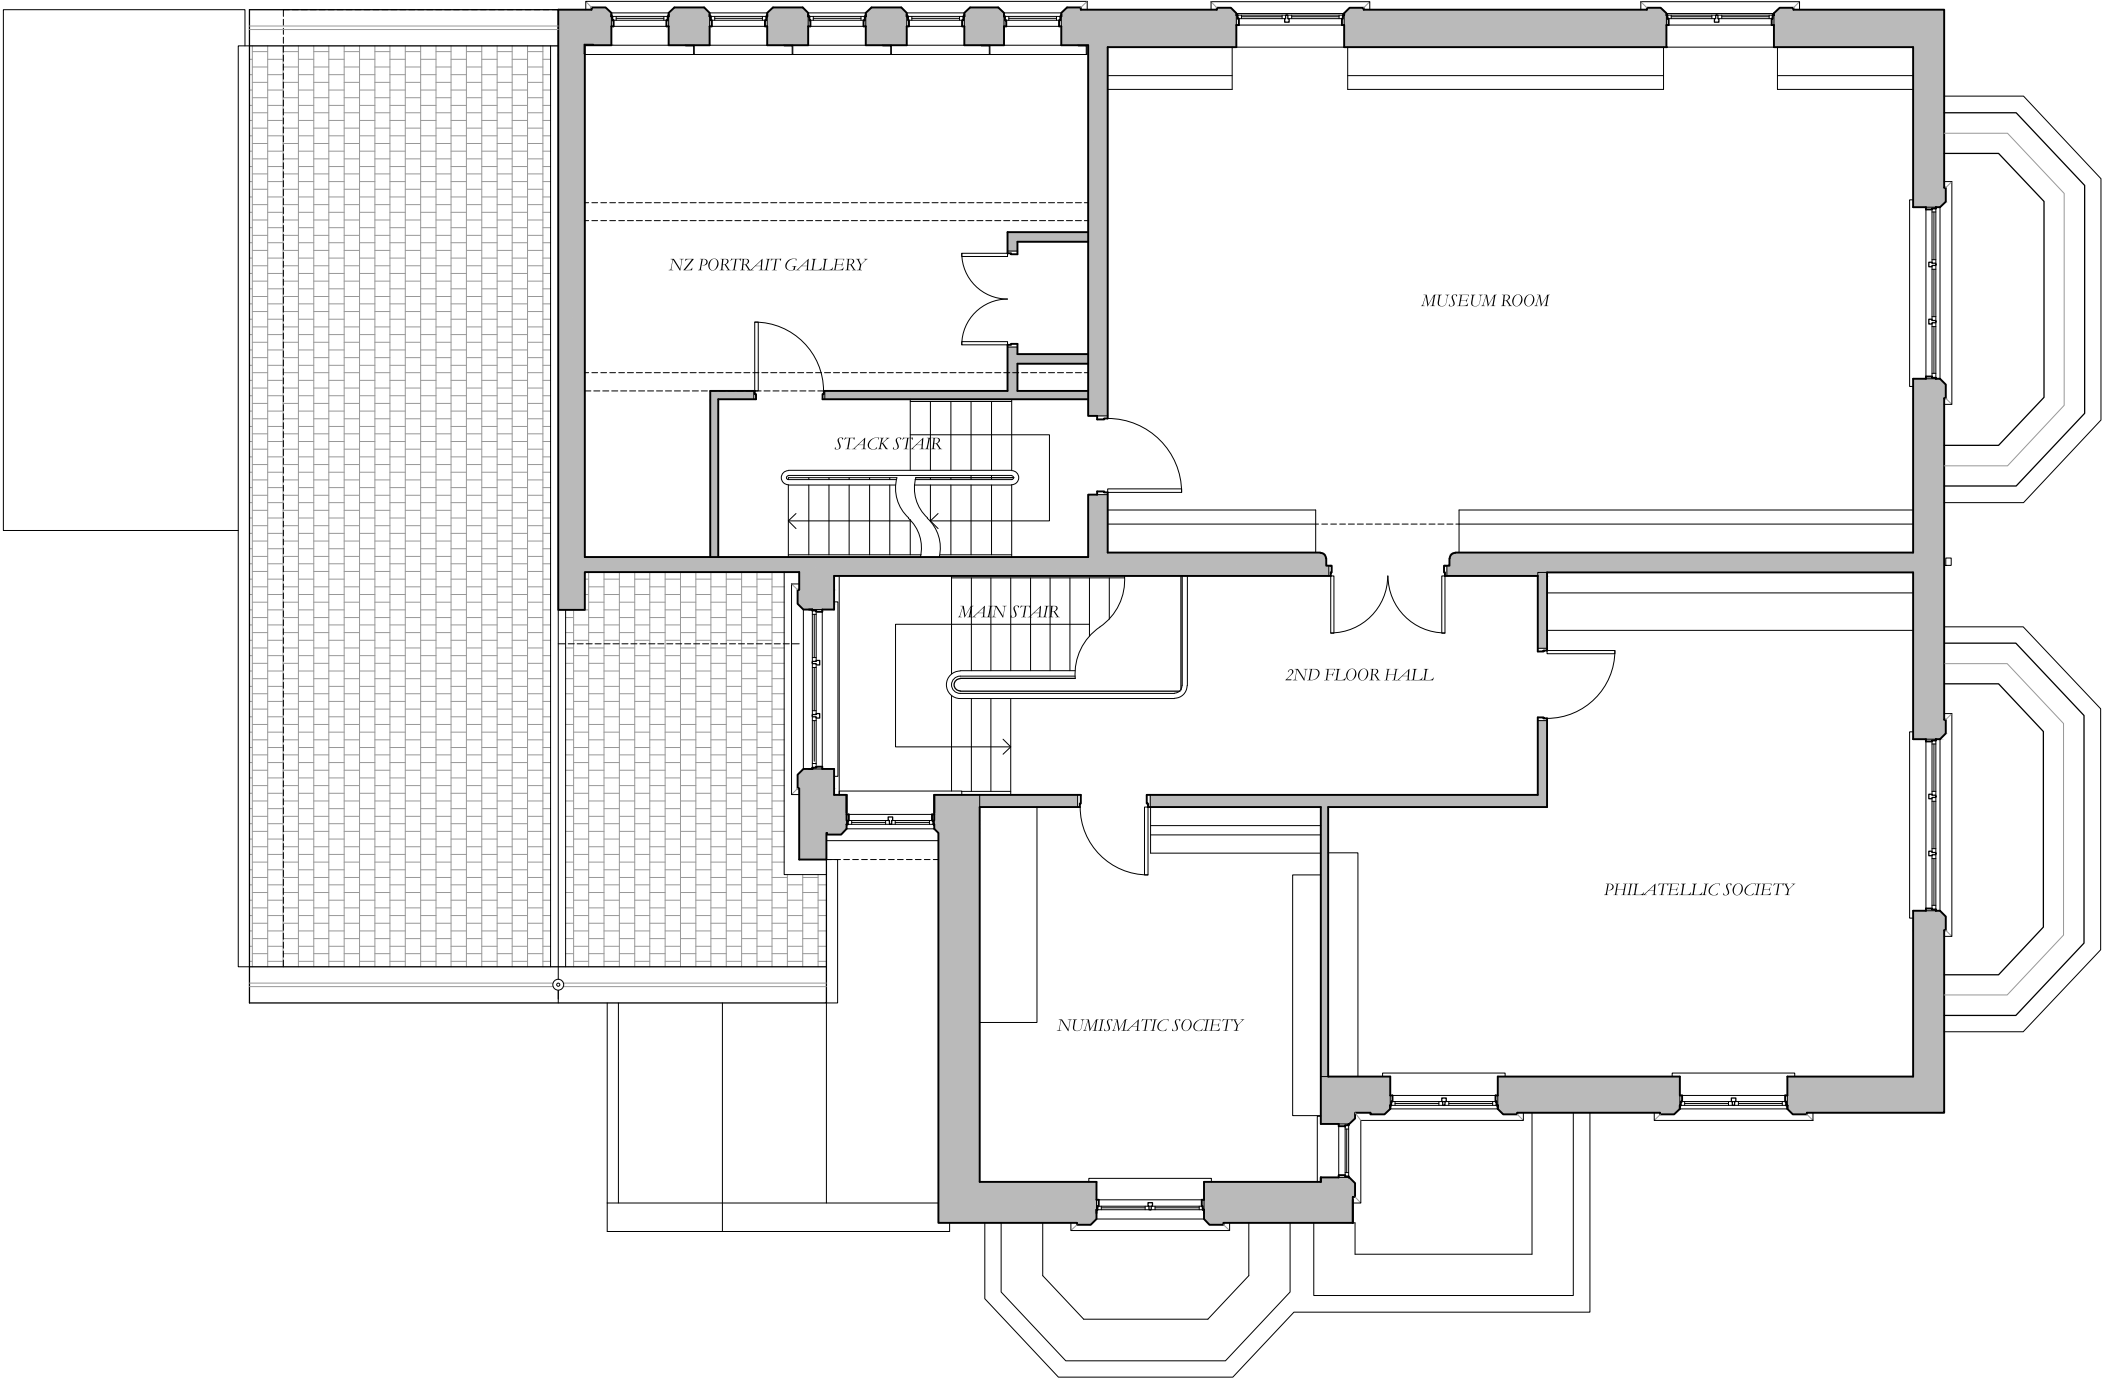 NZ PORTRAIT GALLERY
MUSEUM ROOM
STACK STAIR
MAIN STAIR
2ND FLOOR HALL
PHILATELLIC SOCIETY
NUMISMATIC SOCIETY